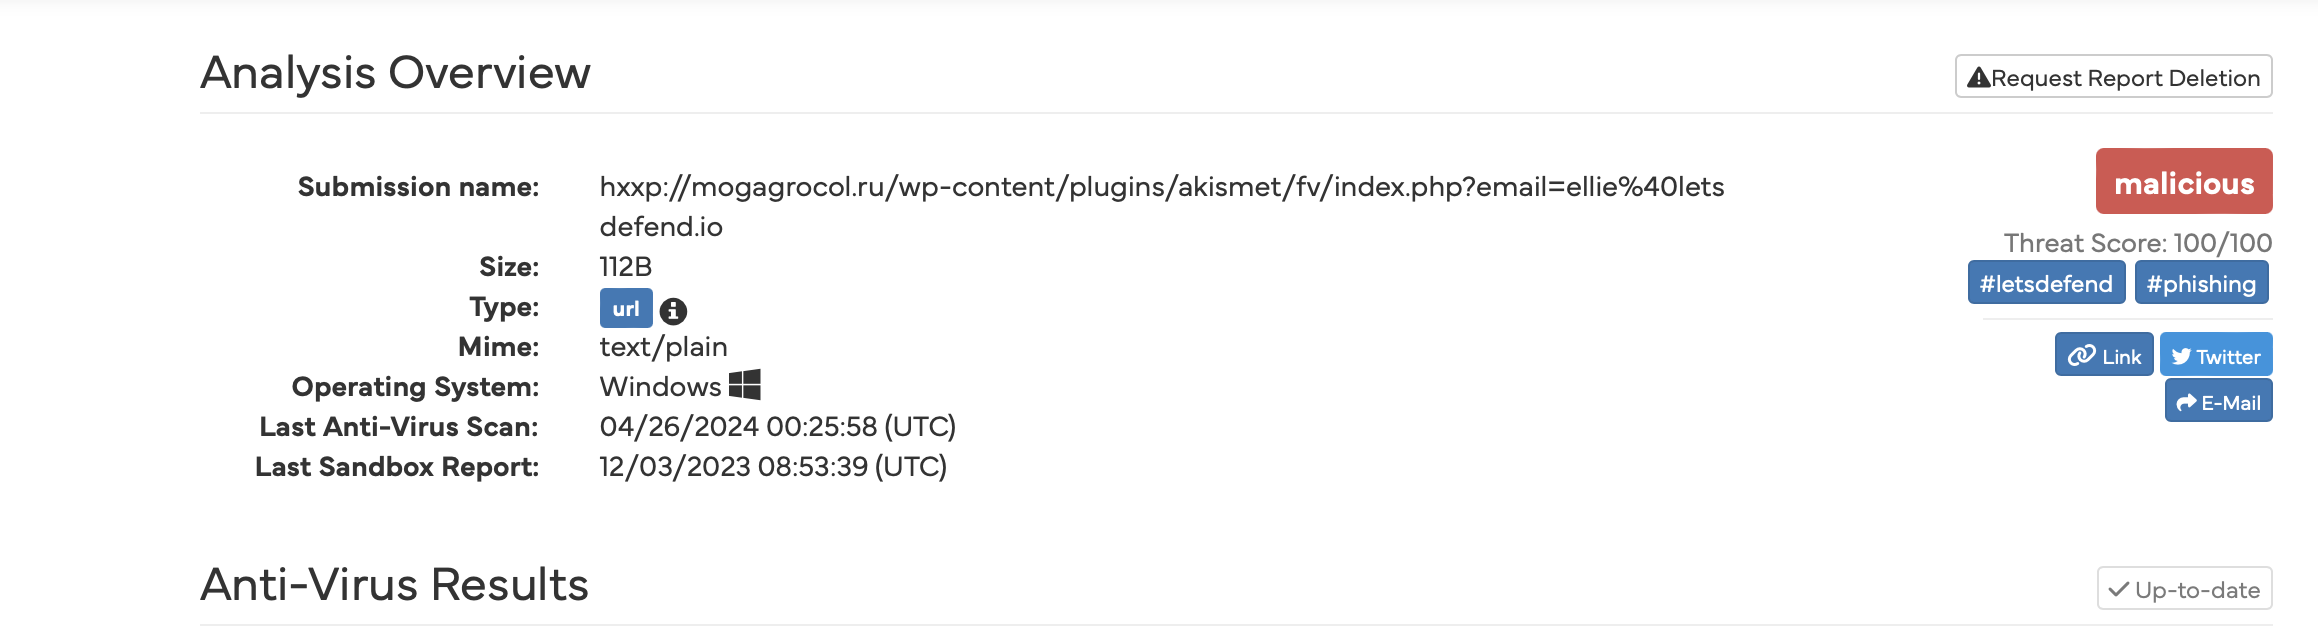 Analysis Overview
Request Report Deletion
Submission name: hxxp://mogagrocol.ru/wp-content/plugins/akismet/fv/index.php?email=ellie%40lets
defend.io
malicious
Size: 112B
Threat Score: 100/100
Type: url
#letsdefend #phishing
Mime: text/plain
Link Twitter
Operating System: Windows
E-Mail
Last Anti-Virus Scan: 04/26/2024 00:25:58 (UTC)
Last Sandbox Report: 12/03/2023 08:53:39 (UTC)
Anti-Virus Results
Up-to-date